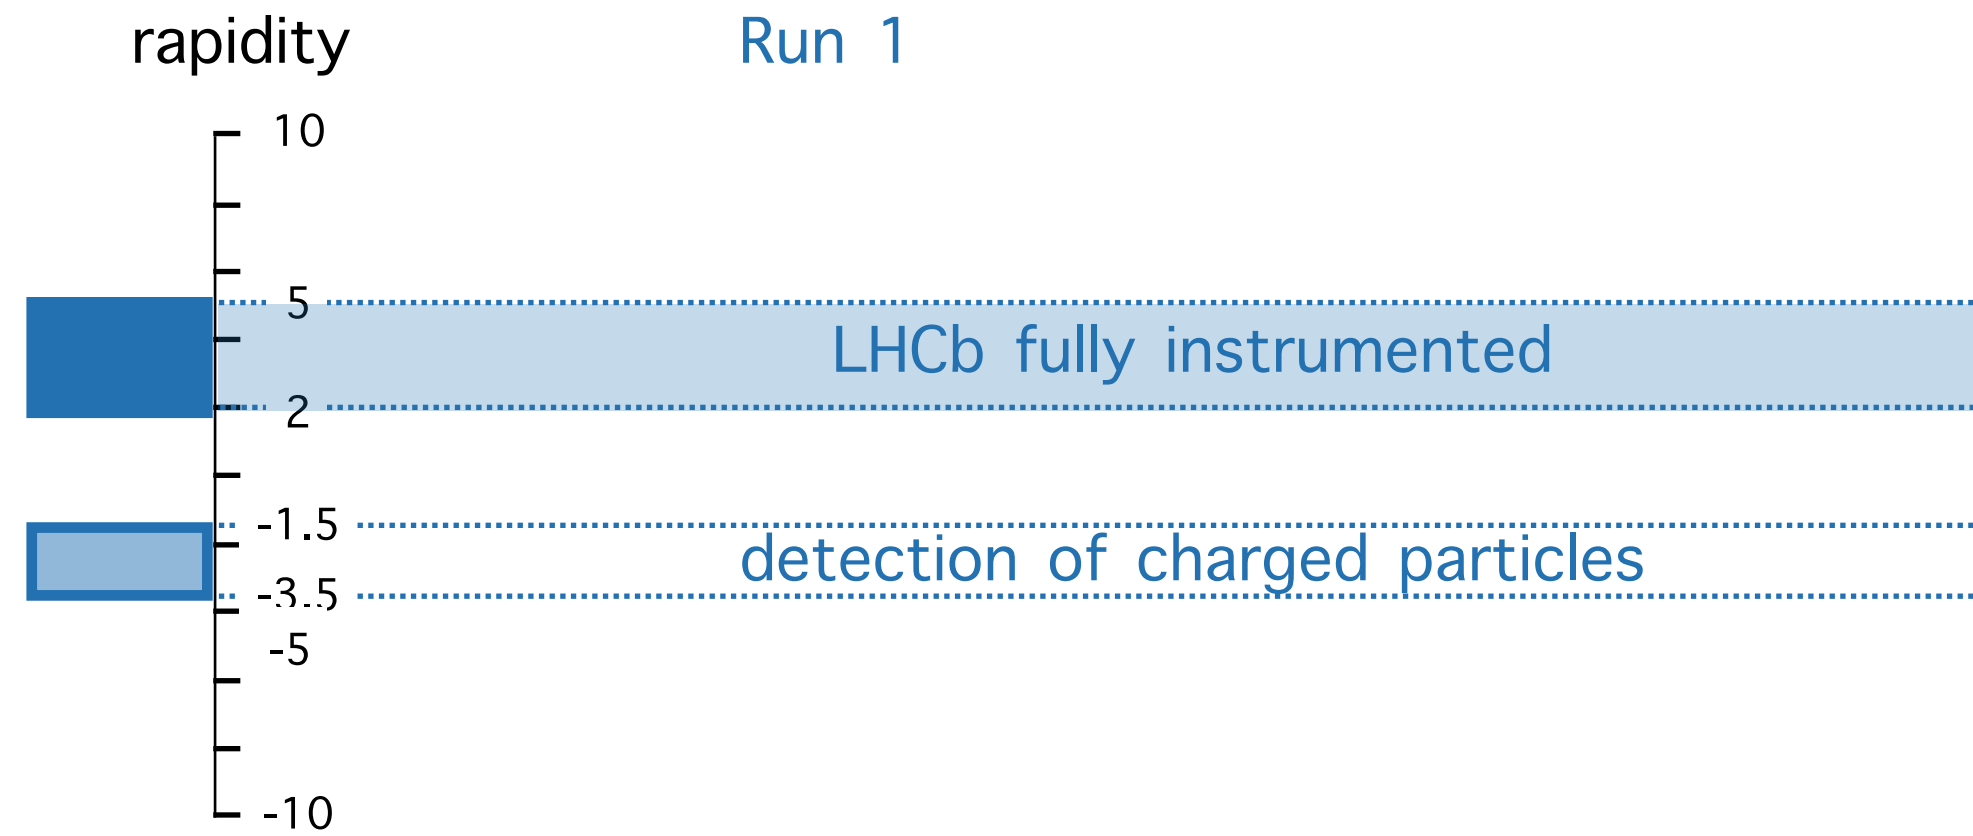 rapidity Run 1
10
5
LHCb fully instrumented
2
-1.5
detection of charged particles
-3.5
-5
-10